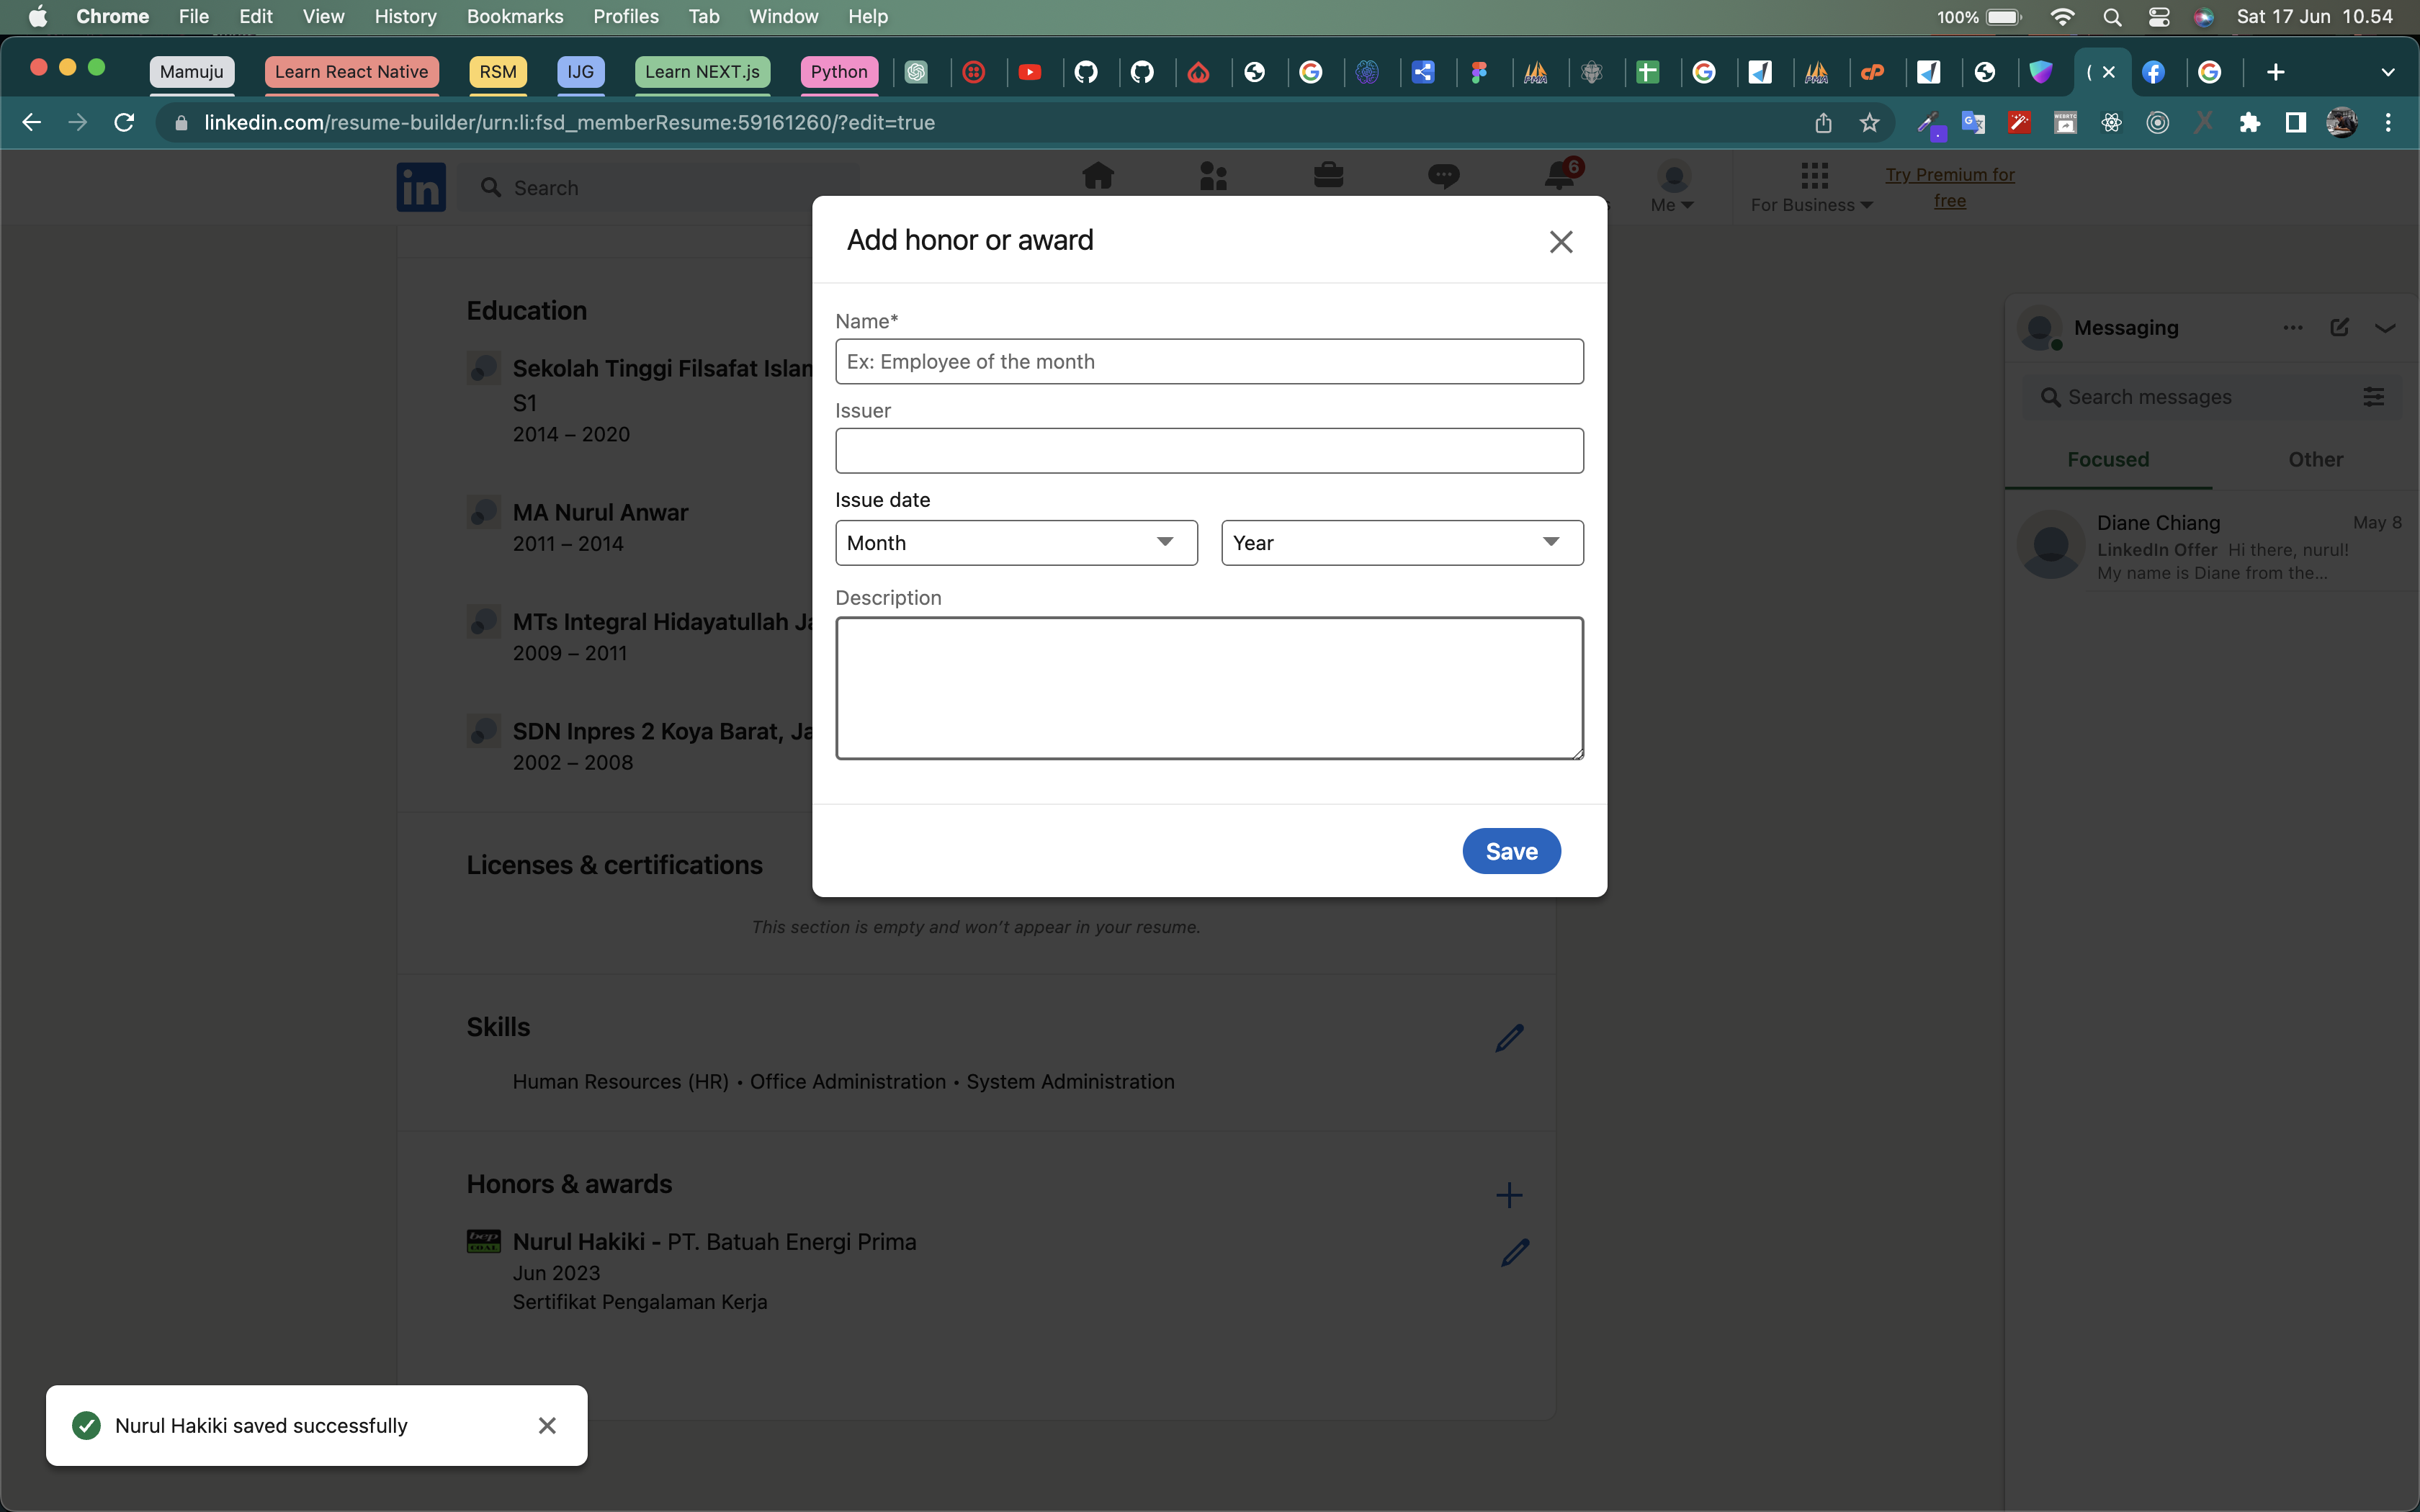 Chrome File Edit View History Bookmarks Profiles Tab Window Help 100% Sat 17 Jun 10.54
Mamuju Learn React Native RSM IJG Learn NEXT.js Python
linkedin.com/resume-builder/urn:li:fsd_memberResume:59161260/?edit=true
in Search 6 Me For Business Try Premium for
free
Add honor or award
Name*
Ex: Employee of the month
Issuer
Issue date
Month Year
Description
Save
Education
Sekolah Tinggi Filsafat Islam
S1
2014 – 2020
MA Nurul Anwar
2011 – 2014
MTs Integral Hidayatullah
2009 – 2011
SDN Inpres 2 Koya Barat,
2002 – 2008
Licenses & certifications
This section is empty and won’t appear in your resume.
Skills
Human Resources (HR) • Office Administration • System Administration
Honors & awards
bep
COAL
Nurul Hakiki - PT. Batuah Energi Prima
Jun 2023
Sertifikat Pengalaman Kerja
Messaging
Search messages
Focused Other
Diane Chiang May 8
LinkedIn Offer Hi there, nurul!
My name is Diane from the...
Nurul Hakiki saved successfully